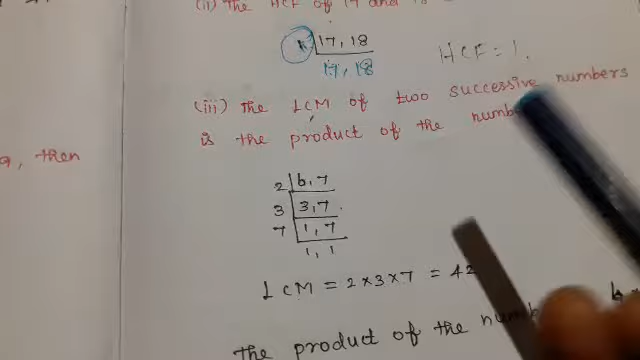 (ii) The HCF of 17 and 18
1 | 17, 18
17, 18
HCF = 1.
(iii) The LCM of two successive numbers
is the product of the
9, then
2 | 6, 7
3 | 3, 7
7 | 1, 7
1, 1
LCM = 2 × 3 × 7 = 42
The product of the